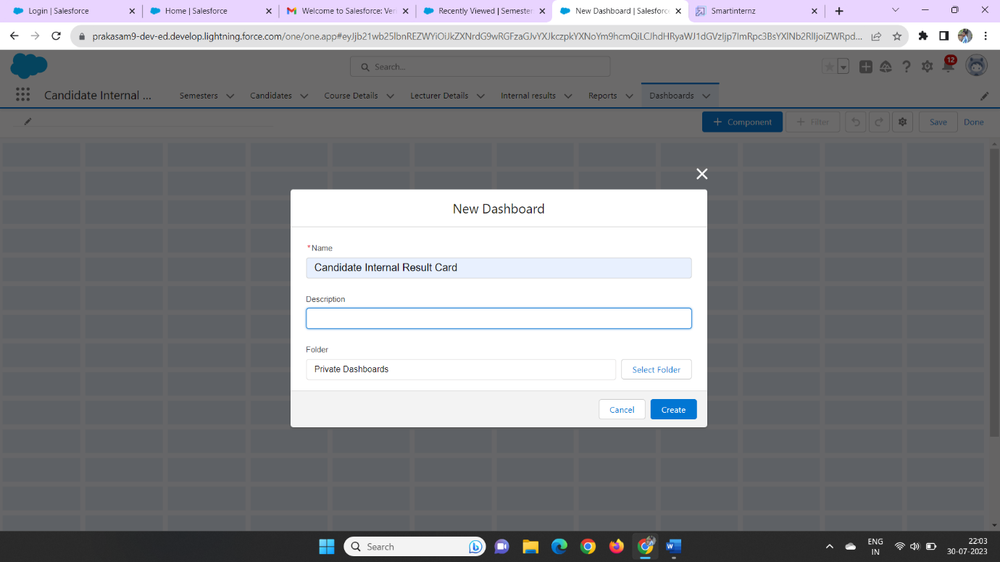 Login | Salesforce
Home | Salesforce
Welcome to Salesforce: Ver
Recently Viewed | Semester
New Dashboard | Salesforce
Smartinternz
prakasam9-dev-ed.develop.lightning.force.com/one/one.app#eyJjb21wb25lbnREZWYiOiJkZXNrdG9wRGFzaGJvYXJkczpkYXNoYm9hcmQiLCJhdHRyaWJ1dGVzIjp7ImRpc3BsYXlNb2RlIjoiZWRpd...
Search...
12
Candidate Internal ...
Semesters
Candidates
Course Details
Lecturer Details
Internal results
Reports
Dashboards
+ Component
+ Filter
Save
Done
New Dashboard
*Name
Candidate Internal Result Card
Description
Folder
Private Dashboards
Select Folder
Cancel
Create
Search
ENG
IN
22:03
30-07-2023